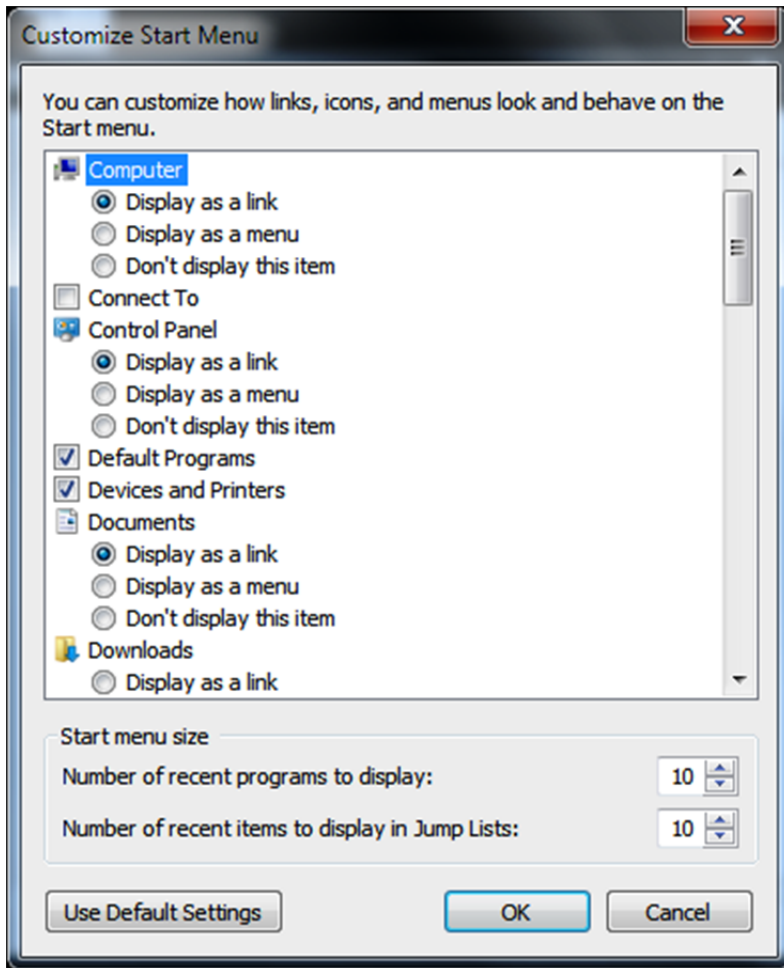 Customize Start Menu
You can customize how links, icons, and menus look and behave on the
Start menu.
Computer
Display as a link
Display as a menu
Don't display this item
Connect To
Control Panel
Display as a link
Display as a menu
Don't display this item
Default Programs
Devices and Printers
Documents
Display as a link
Display as a menu
Don't display this item
Downloads
Display as a link
Start menu size
Number of recent programs to display: 10
Number of recent items to display in Jump Lists: 10
Use Default Settings OK Cancel